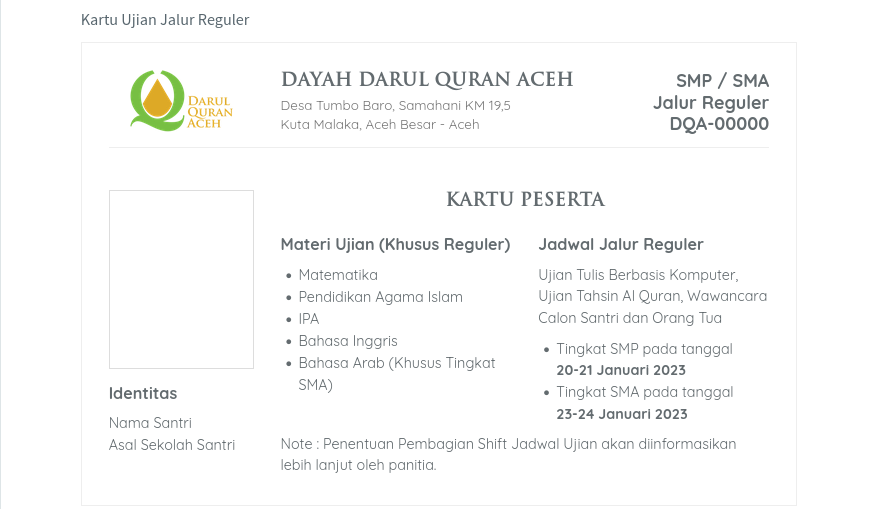 Kartu Ujian Jalur Reguler
DARUL
QURAN
ACEH
DAYAH DARUL QURAN ACEH
Desa Tumbo Baro, Samahani KM 19,5
Kuta Malaka, Aceh Besar - Aceh
SMP / SMA
Jalur Reguler
DQA-00000
KARTU PESERTA
Materi Ujian (Khusus Reguler)
• Matematika
• Pendidikan Agama Islam
• IPA
• Bahasa Inggris
• Bahasa Arab (Khusus Tingkat
SMA)
Jadwal Jalur Reguler
Ujian Tulis Berbasis Komputer,
Ujian Tahsin Al Quran, Wawancara
Calon Santri dan Orang Tua
• Tingkat SMP pada tanggal
20-21 Januari 2023
• Tingkat SMA pada tanggal
23-24 Januari 2023
Identitas
Nama Santri
Asal Sekolah Santri
Note : Penentuan Pembagian Shift Jadwal Ujian akan diinformasikan
lebih lanjut oleh panitia.